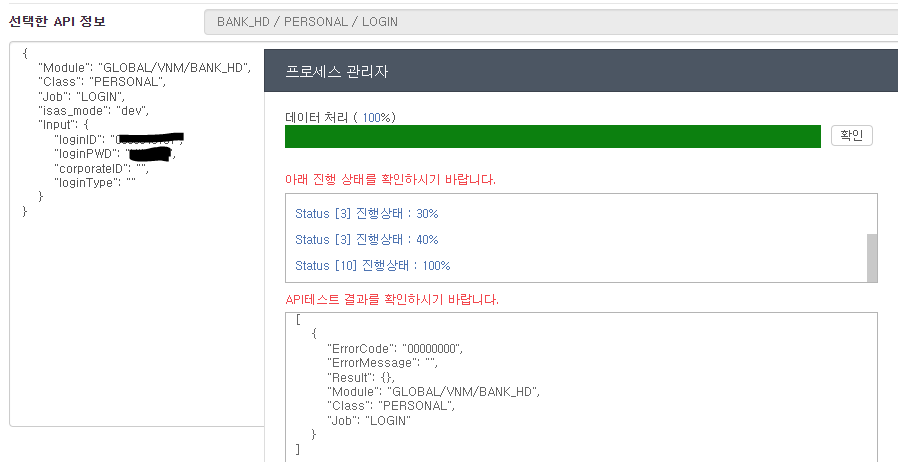 선택한 API 정보
BANK_HD / PERSONAL / LOGIN
{
"Module": "GLOBAL/VNM/BANK_HD",
"Class": "PERSONAL",
"Job": "LOGIN",
"isas_mode": "dev",
"Input": {
"loginID": "
"loginPWD": "
"corporateID": "",
"loginType": ""
}
}
프로세스 관리자
데이터 처리 ( 100%)
확인
아래 진행 상태를 확인하시기 바랍니다.
Status [3] 진행상태 : 30%
Status [3] 진행상태 : 40%
Status [10] 진행상태 : 100%
API테스트 결과를 확인하시기 바랍니다.
[
{
"ErrorCode": "00000000",
"ErrorMessage": "",
"Result": {},
"Module": "GLOBAL/VNM/BANK_HD",
"Class": "PERSONAL",
"Job": "LOGIN"
}
]